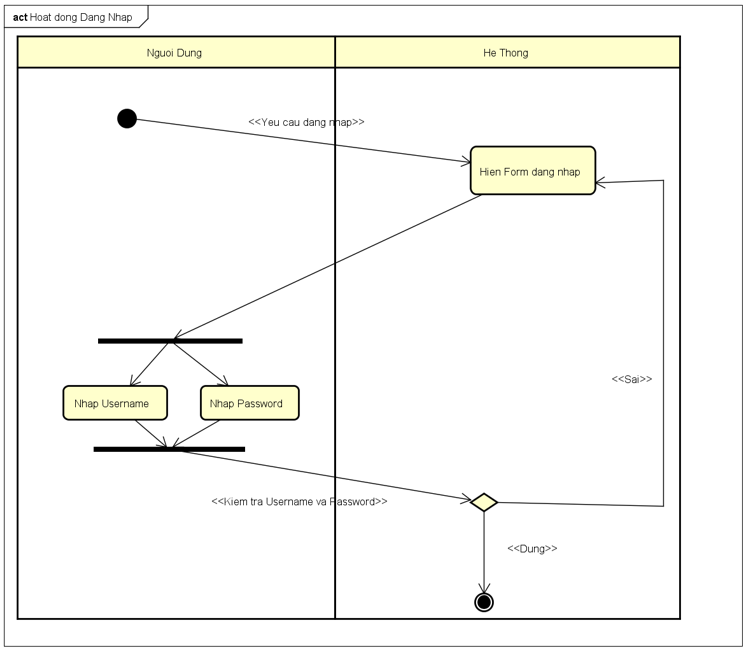 act Hoat dong Dang Nhap
Nguoi Dung
He Thong
<<Yeu cau dang nhap>>
Hien Form dang nhap
<<Sai>>
Nhap Username
Nhap Password
<<Kiem tra Username va Password>>
<<Dung>>